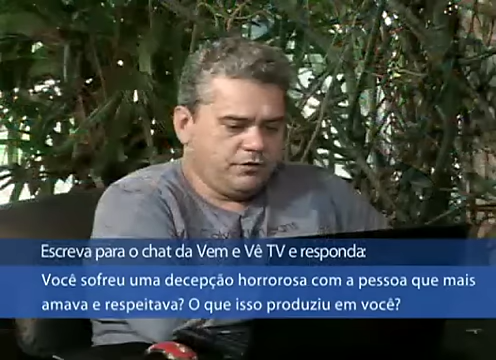 Escreva para o chat da Vem e Vê TV e responda:
Você sofreu uma decepção horrorosa com a pessoa que mais
amava e respeitava? O que isso produziu em você?